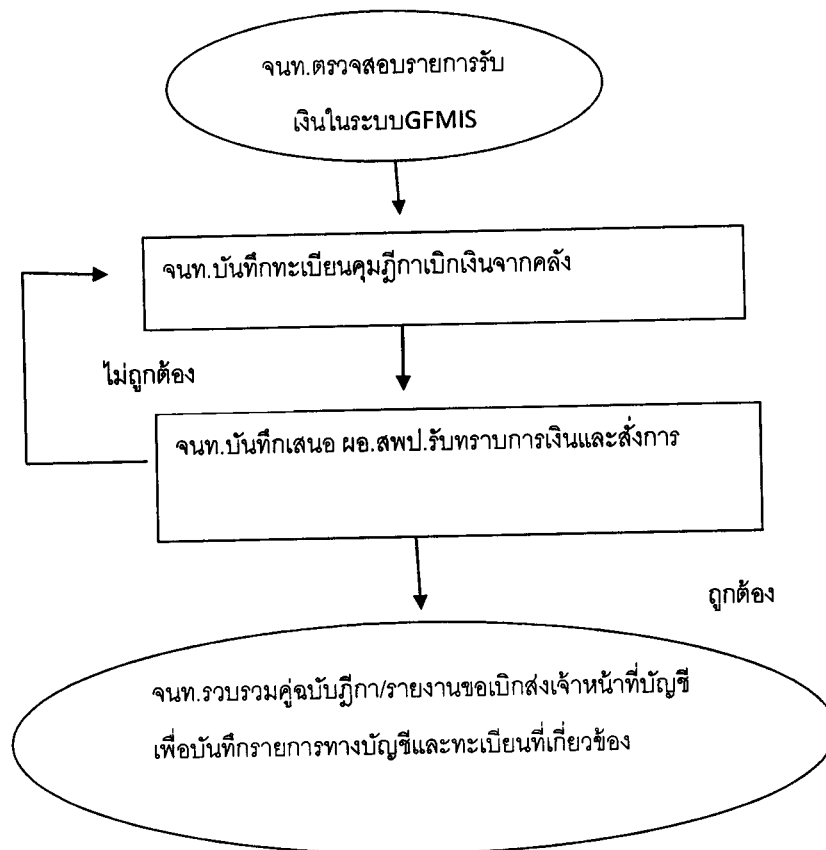 จนท.ตรวจสอบรายการรับ
เงินในระบบGFMIS
จนท.บันทึกทะเบียนคุมฎีกาเบิกเงินจากคลัง
ไม่ถูกต้อง
จนท.บันทึกเสนอ ผอ.สพป.รับทราบการเงินและสั่งการ
ถูกต้อง
จนท.รวบรวมคู่ฉบับฎีกา/รายงานขอเบิกส่งเจ้าหน้าที่บัญชี
เพื่อบันทึกรายการทางบัญชีและทะเบียนที่เกี่ยวข้อง